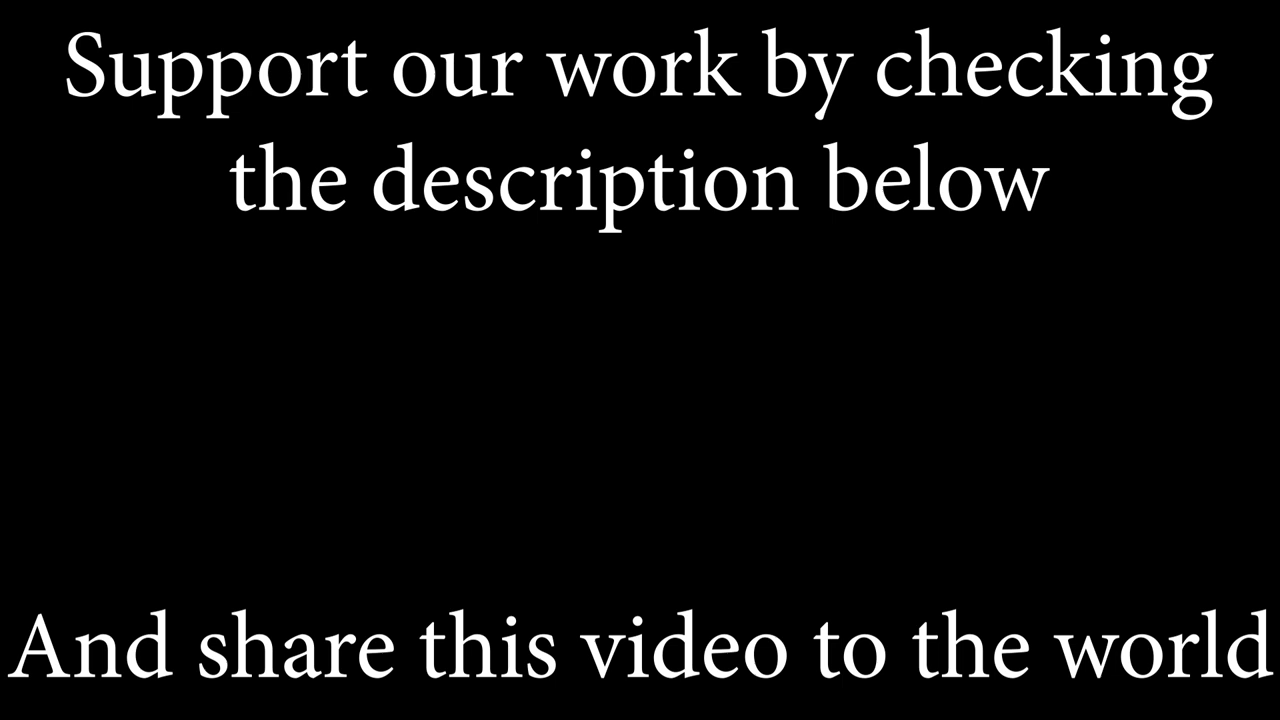 Support our work by checking
the description below
And share this video to the world